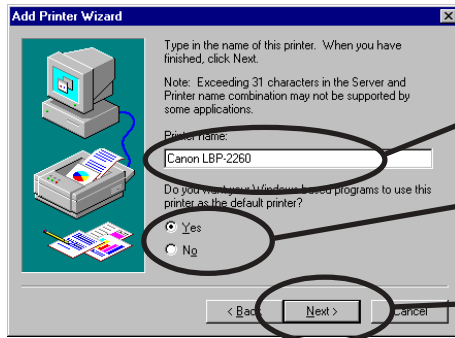 Add Printer Wizard
Type in the name of this printer. When you have
finished, click Next.
Note: Exceeding 31 characters in the Server and
Printer name combination may not be supported by
some applications.
Printer name:
Canon LBP-2260
Do you want your Windows-based programs to use this
printer as the default printer?
Yes
No
< Back
Next >
Cancel